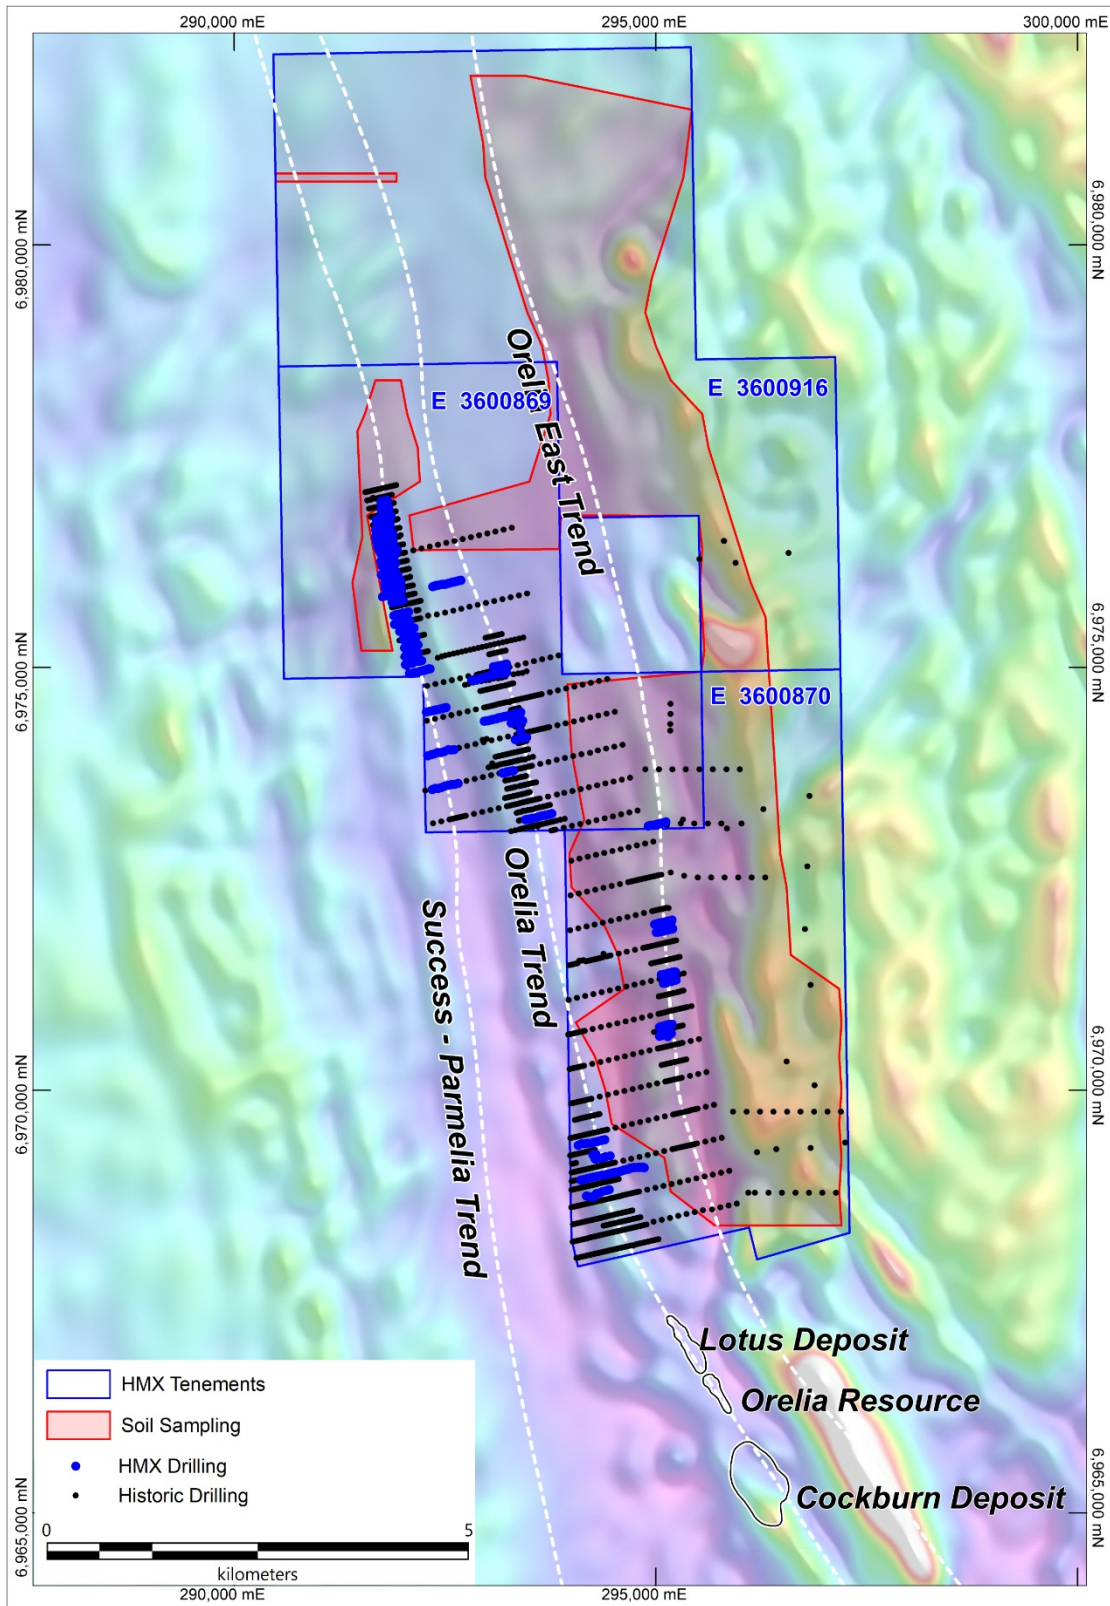 290,000 mE
295,000 mE
300,000 mE
6,980,000 mN
6,980,000 mN
Orelia East Trend
E 3600869
E 3600916
6,975,000 mN
6,975,000 mN
E 3600870
Orelia Trend
Success - Parmelia Trend
6,970,000 mN
6,970,000 mN
Lotus Deposit
Orelia Resource
Cockburn Deposit
6,965,000 mN
6,965,000 mN
HMX Tenements
Soil Sampling
HMX Drilling
Historic Drilling
0
5
kilometers
290,000 mE
295,000 mE